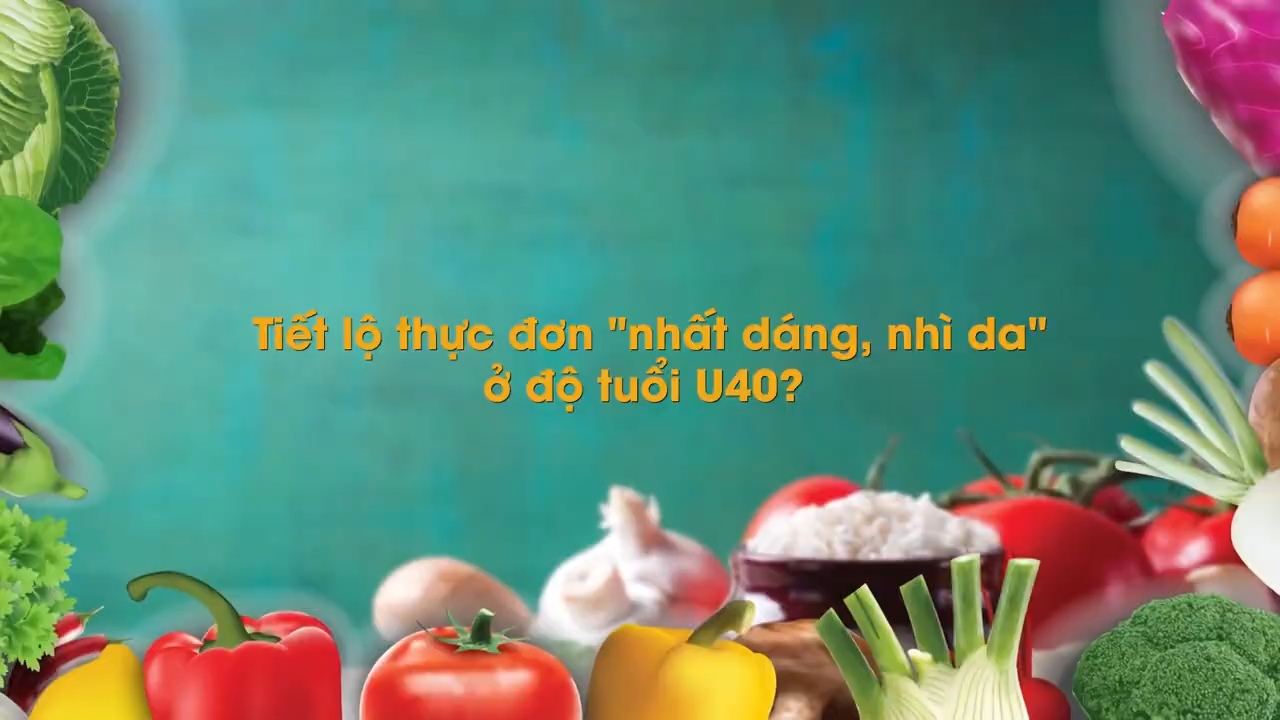 Tiết lộ thực đơn "nhất dáng, nhì da"
ở độ tuổi U40?